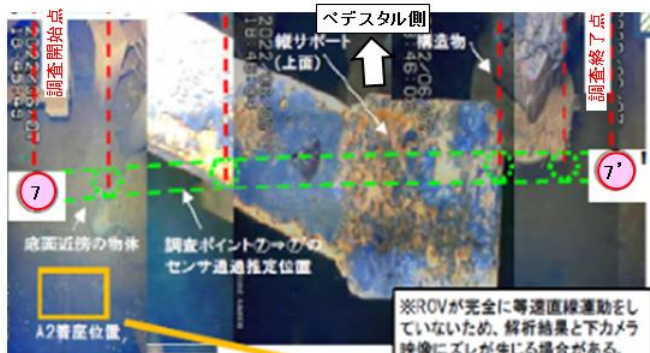 ペデスタル側
調査開始点
縦サポート
(上面)
構造物
調査終了点
7
7'
底面近傍の物体
調査ポイント⑦→⑦'の
センサ通過推定位置
A2着座位置
※ROVが完全に等速直線運動をし
ていないため、解析結果と下カメラ
映像にズレが生じる場合がある。